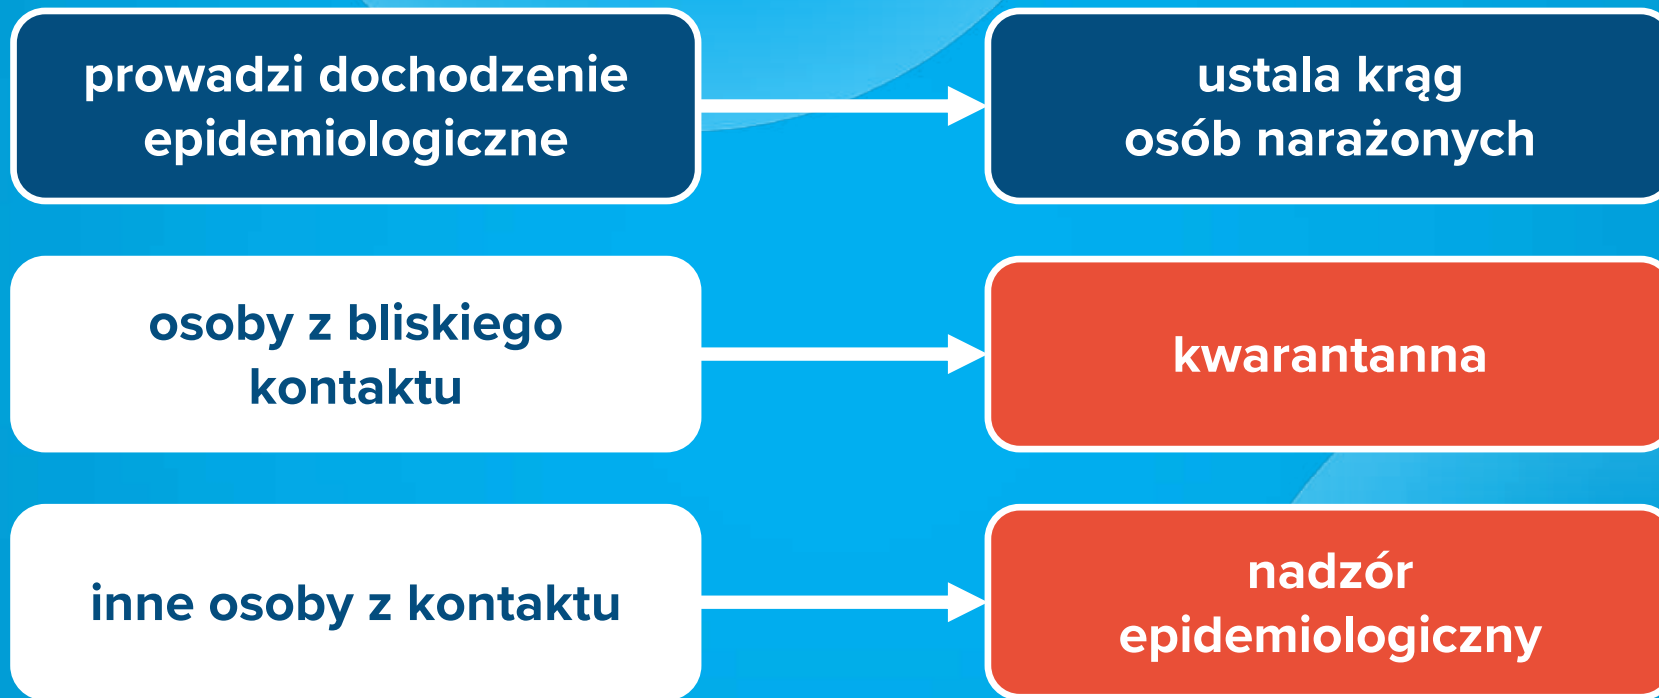 prowadzi dochodzenie
epidemiologiczne
ustala krąg
osób narażonych
osoby z bliskiego
kontaktu
kwarantanna
inne osoby z kontaktu
nadzór
epidemiologiczny